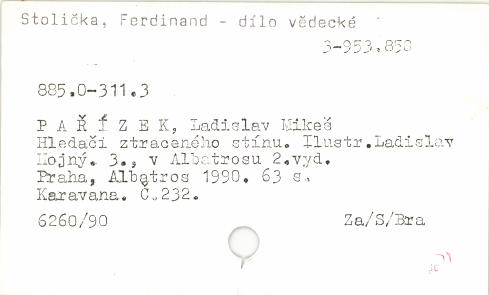 Stolička, Ferdinand - dílo vědecké
3-953.850
885.0-311.3
P A Ř Í Z E K, Ladislav Mikeš
Hledači ztraceného stínu. Ilustr.Ladislav
Hojný. 3., v Albatrosu 2.vyd.
Praha, Albatros 1990. 63 s.
Karavana. Č.232.
6260/90 Za/S/Bra